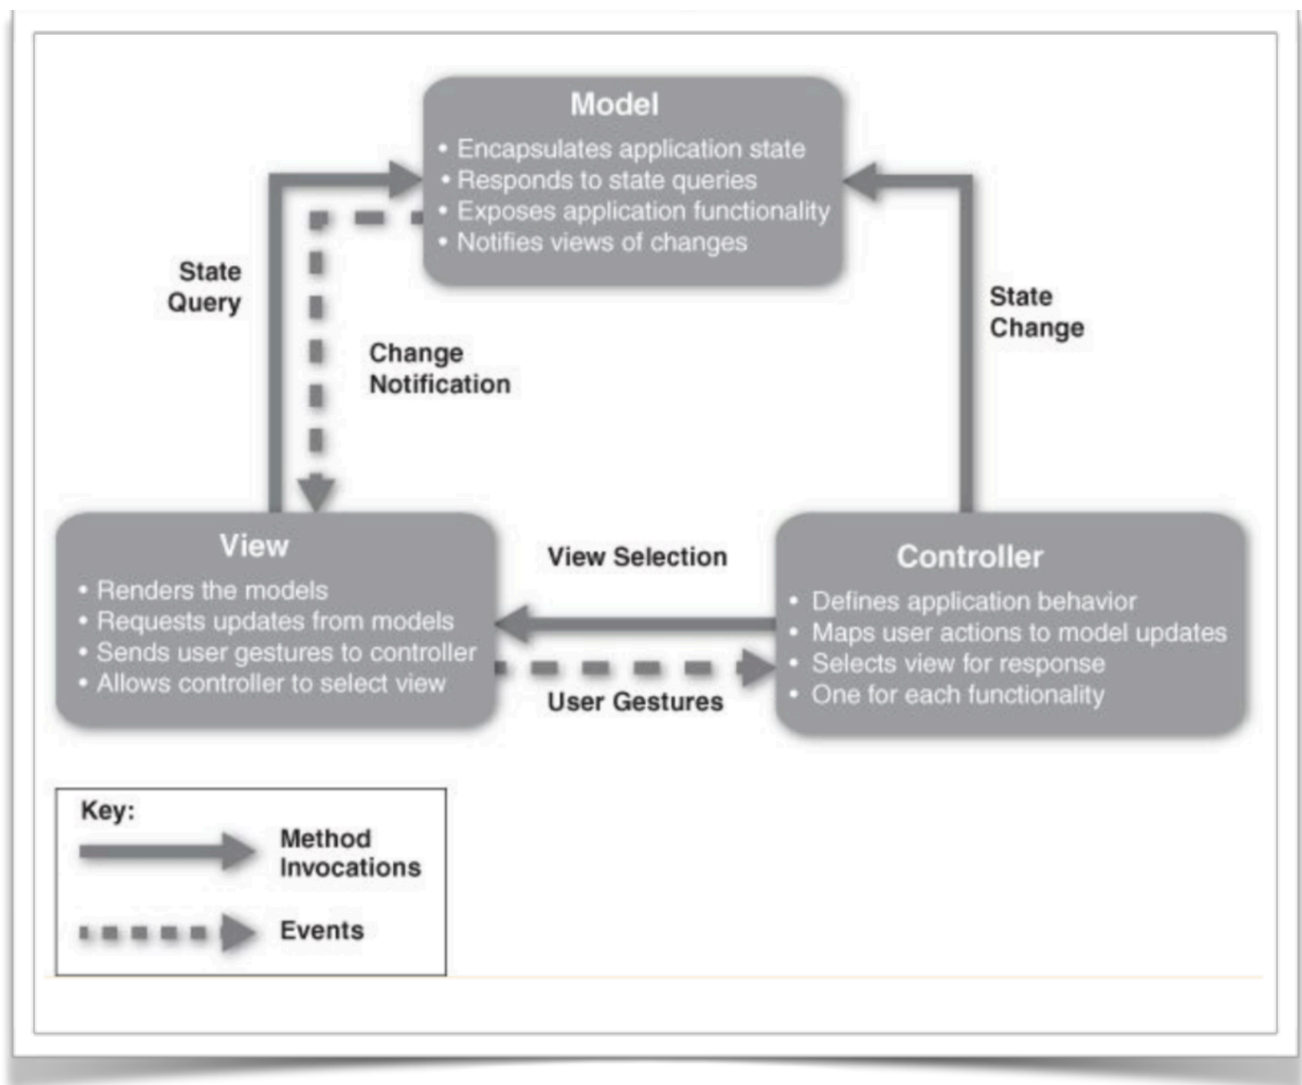 Model
• Encapsulates application state
• Responds to state queries
• Exposes application functionality
• Notifies views of changes
State
Query
Change
Notification
State
Change
View
• Renders the models
• Requests updates from models
• Sends user gestures to controller
• Allows controller to select view
View Selection
User Gestures
Controller
• Defines application behavior
• Maps user actions to model updates
• Selects view for response
• One for each functionality
Key:
Method
Invocations
Events